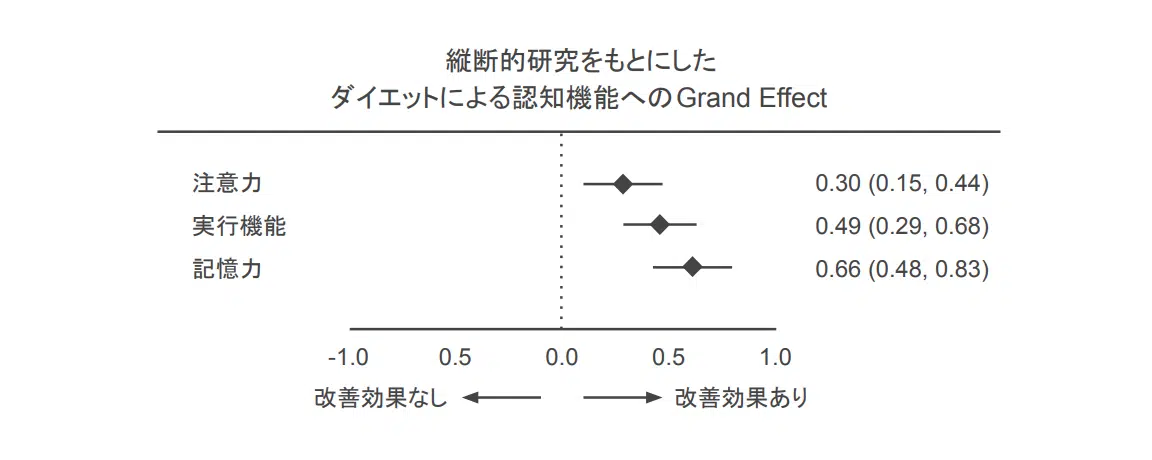 縦断的研究をもとにした
ダイエットによる認知機能へのGrand Effect
注意力 0.30 (0.15, 0.44)
実行機能 0.49 (0.29, 0.68)
記憶力 0.66 (0.48, 0.83)
-1.0 0.5 0.0 0.5 1.0
改善効果なし 改善効果あり